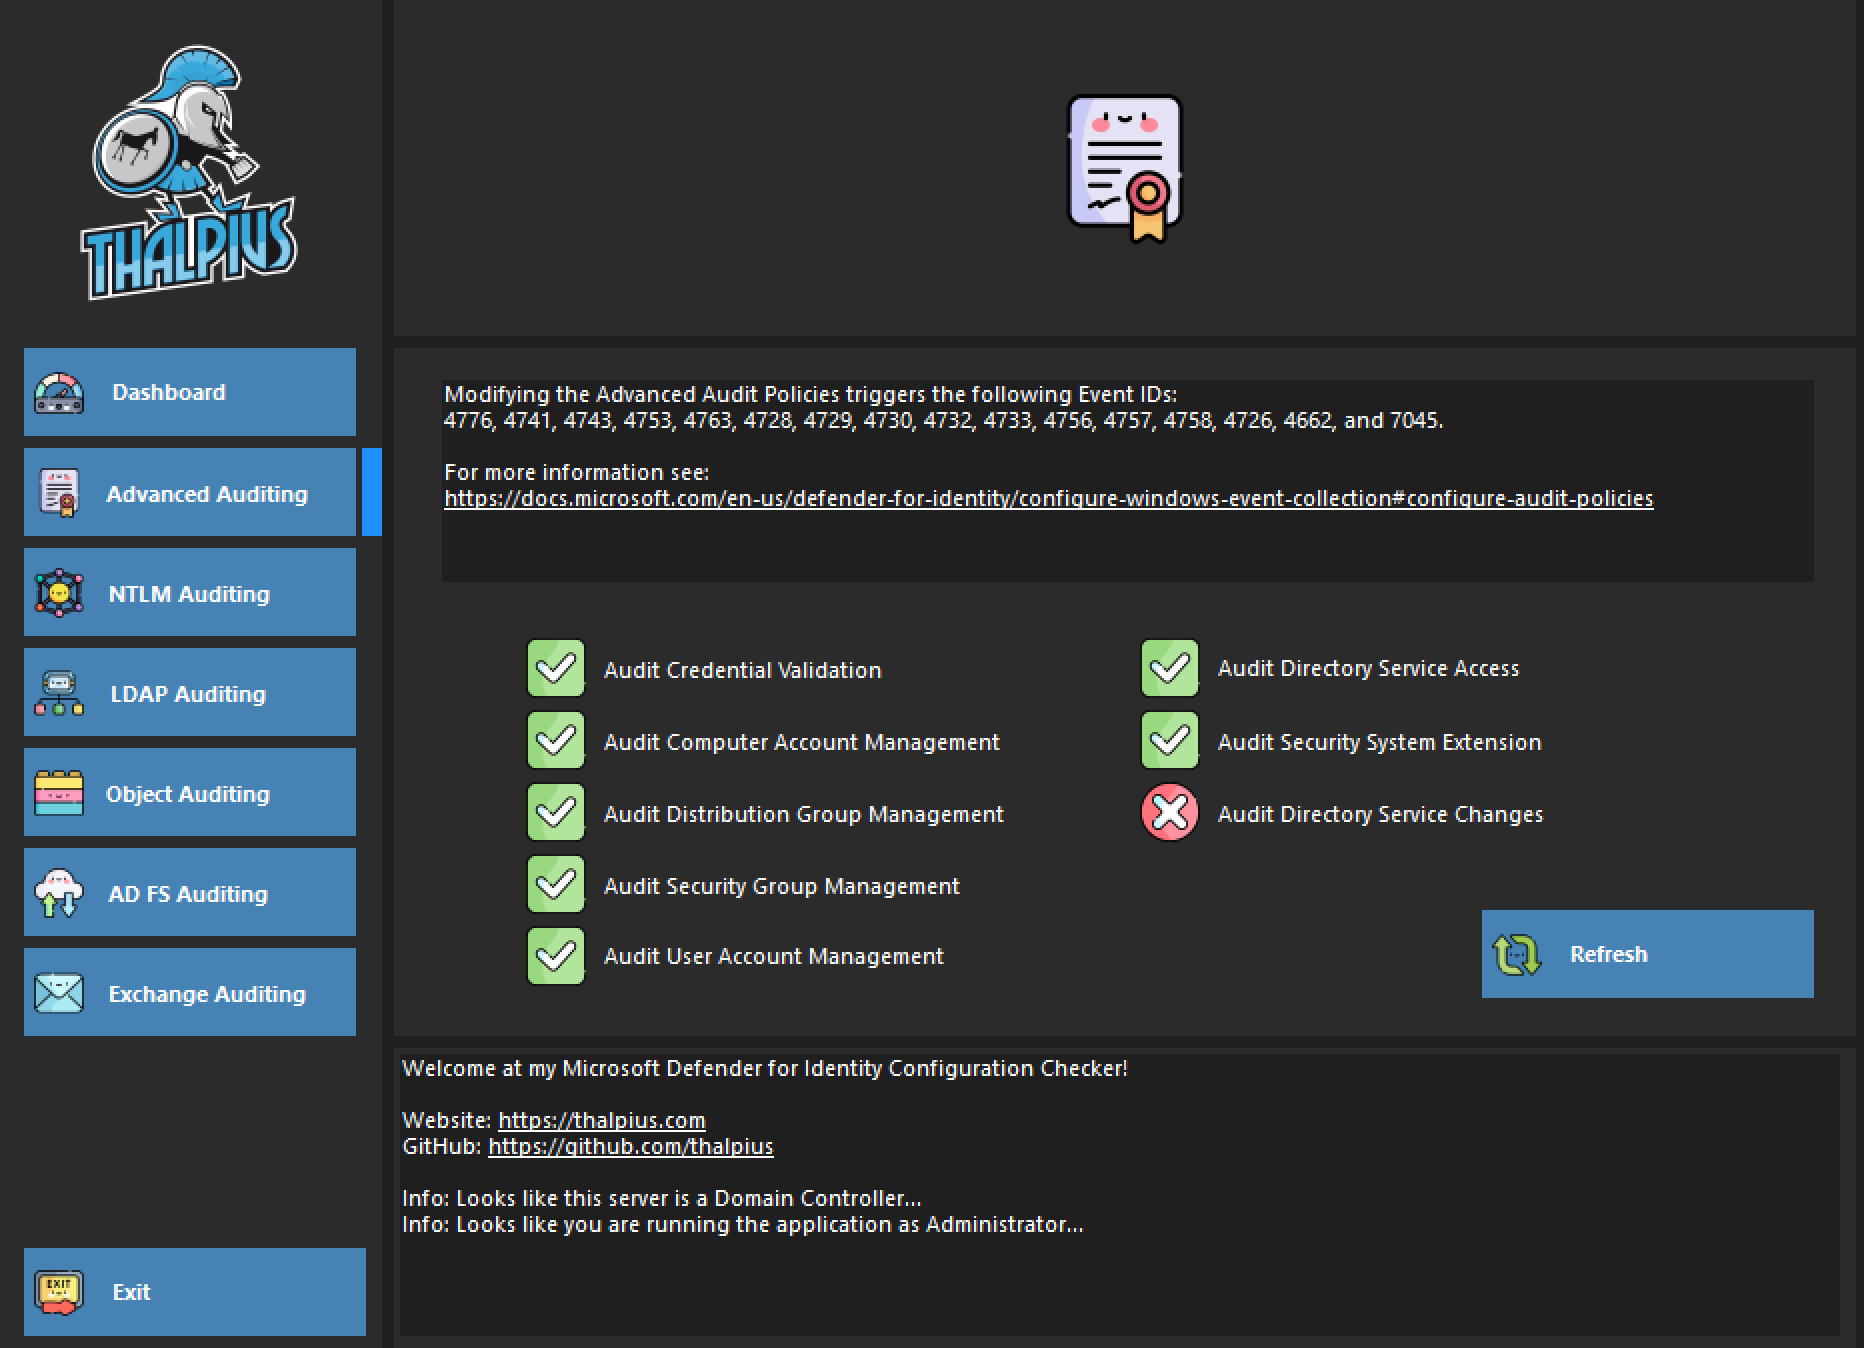 THALPIUS
Dashboard
Advanced Auditing
NTLM Auditing
LDAP Auditing
Object Auditing
AD FS Auditing
Exchange Auditing
EXIT
Exit
Modifying the Advanced Audit Policies triggers the following Event IDs:
4776, 4741, 4743, 4753, 4763, 4728, 4729, 4730, 4732, 4733, 4756, 4757, 4758, 4726, 4662, and 7045.
For more information see:
https://docs.microsoft.com/en-us/defender-for-identity/configure-windows-event-collection#configure-audit-policies
Audit Credential Validation
Audit Computer Account Management
Audit Distribution Group Management
Audit Security Group Management
Audit User Account Management
Audit Directory Service Access
Audit Security System Extension
Audit Directory Service Changes
Refresh
Welcome at my Microsoft Defender for Identity Configuration Checker!
Website: https://thalpius.com
GitHub: https://github.com/thalpius
Info: Looks like this server is a Domain Controller...
Info: Looks like you are running the application as Administrator...